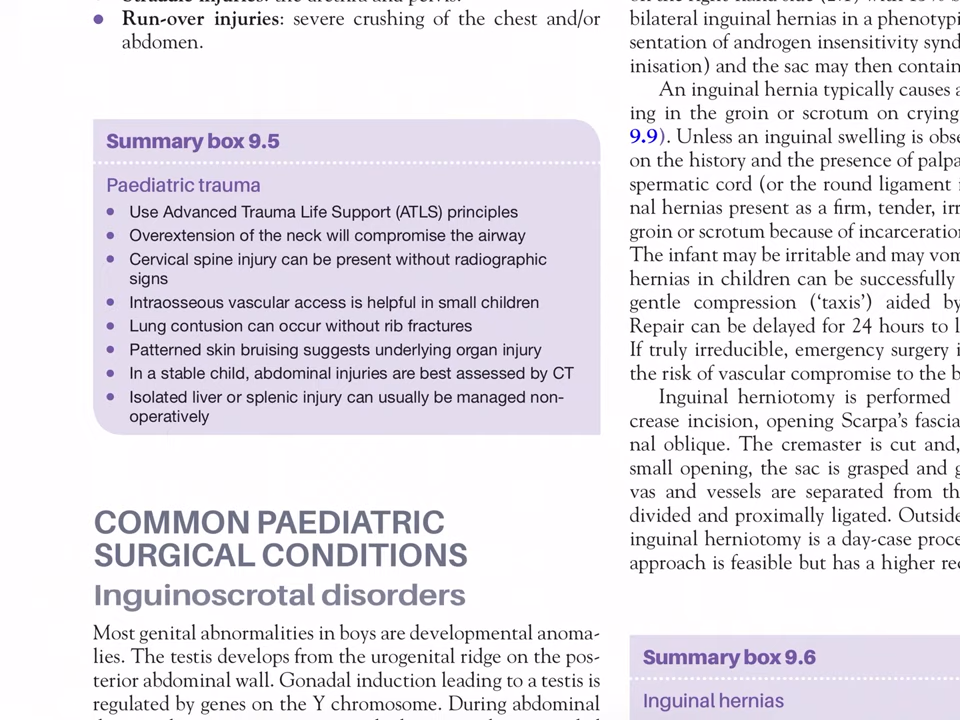 Run-over injuries: severe crushing of the chest and/or
abdomen.
Summary box 9.5
Paediatric trauma
Use Advanced Trauma Life Support (ATLS) principles
Overextension of the neck will compromise the airway
Cervical spine injury can be present without radiographic
signs
Intraosseous vascular access is helpful in small children
Lung contusion can occur without rib fractures
Patterned skin bruising suggests underlying organ injury
In a stable child, abdominal injuries are best assessed by CT
Isolated liver or splenic injury can usually be managed non-
operatively
COMMON PAEDIATRIC
SURGICAL CONDITIONS
Inguinoscrotal disorders
Most genital abnormalities in boys are developmental anoma-
lies. The testis develops from the urogenital ridge on the pos-
terior abdominal wall. Gonadal induction leading to a testis is
regulated by genes on the Y chromosome. During abdominal
bilateral inguinal hernias in a phenotypi
sentation of androgen insensitivity synd
inisation) and the sac may then contain
An inguinal hernia typically causes a
ing in the groin or scrotum on crying
9.9). Unless an inguinal swelling is obse
on the history and the presence of palpa
spermatic cord (or the round ligament i
nal hernias present as a firm, tender, irr
groin or scrotum because of incarceration
The infant may be irritable and may vom
hernias in children can be successfully
gentle compression (‘taxis’) aided by
Repair can be delayed for 24 hours to l
If truly irreducible, emergency surgery i
the risk of vascular compromise to the b
Inguinal herniotomy is performed
crease incision, opening Scarpa’s fascia
nal oblique. The cremaster is cut and,
small opening, the sac is grasped and g
vas and vessels are separated from th
divided and proximally ligated. Outside
inguinal herniotomy is a day-case proce
approach is feasible but has a higher rec
Summary box 9.6
Inguinal hernias